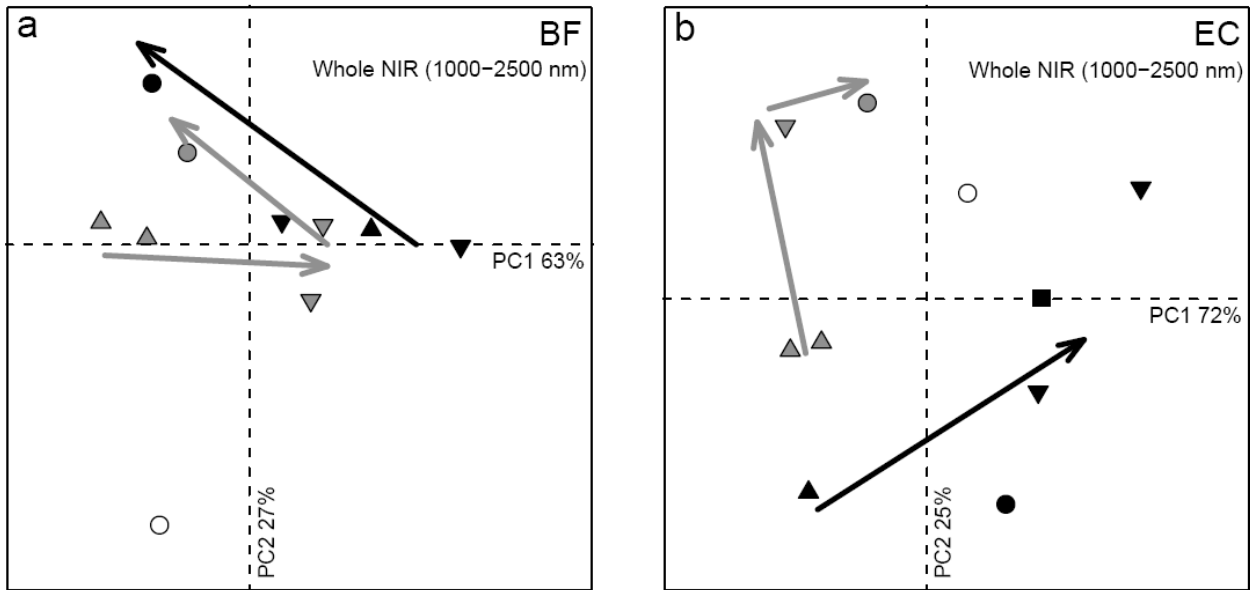 a
BF
Whole NIR (1000−2500 nm)
PC1 63%
PC2 27%
b
EC
Whole NIR (1000−2500 nm)
PC1 72%
PC2 25%